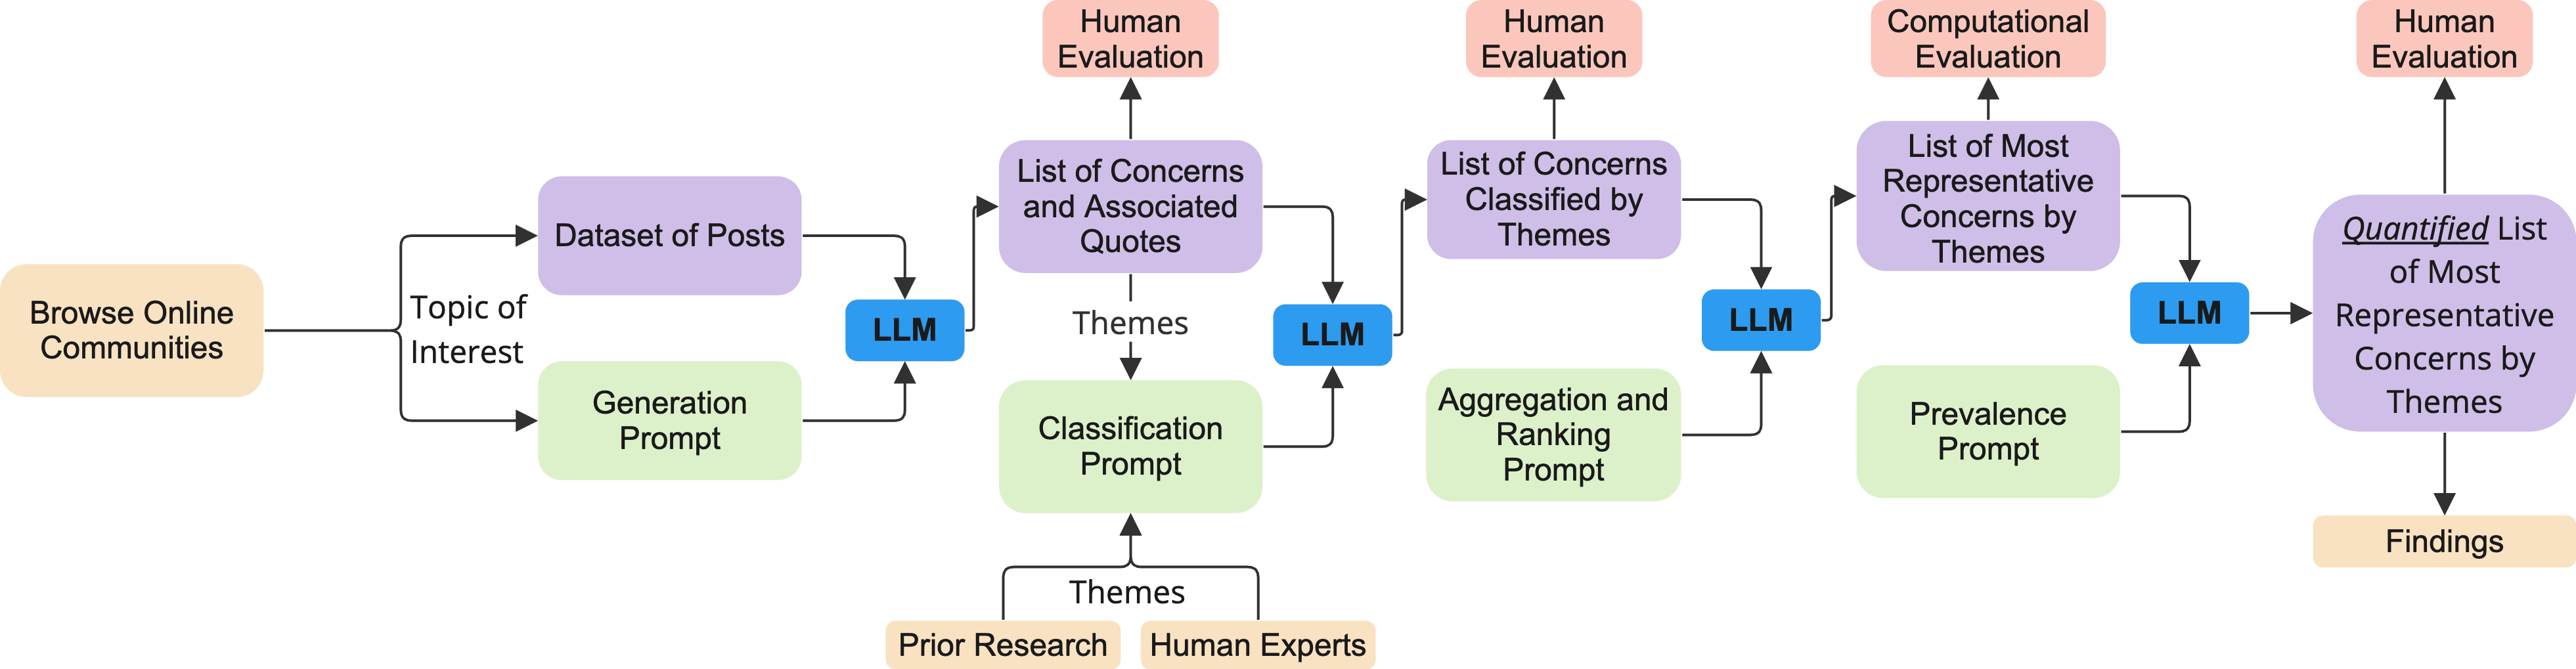 Human
Evaluation
Human
Evaluation
Computational
Evaluation
Human
Evaluation
Browse Online
Communities
Topic of
Interest
Dataset of Posts
Generation
Prompt
LLM
List of Concerns
and Associated
Quotes
Themes
Classification
Prompt
Themes
Prior Research
Human Experts
LLM
List of Concerns
Classified by
Themes
Aggregation and
Ranking
Prompt
LLM
List of Most
Representative
Concerns by
Themes
Prevalence
Prompt
LLM
Quantified List
of Most
Representative
Concerns by
Themes
Findings